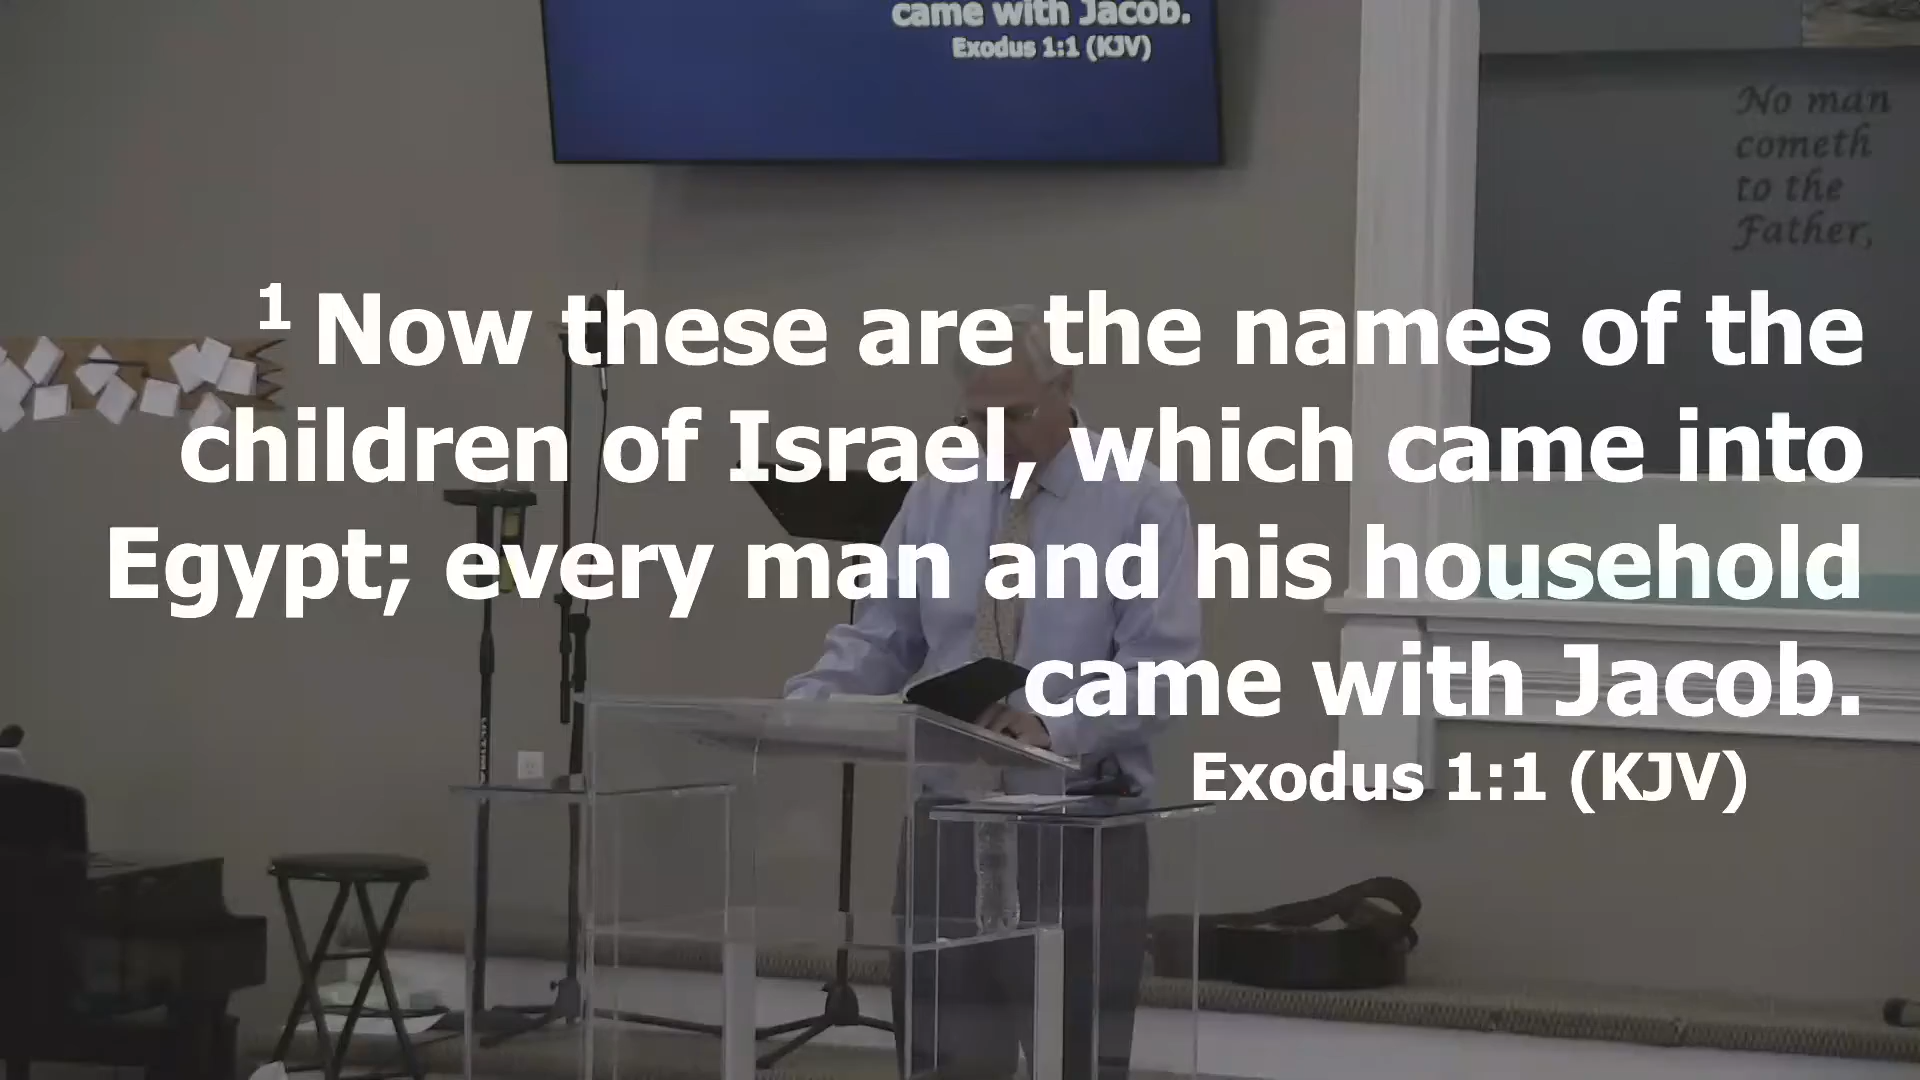 came with Jacob.
Exodus 1:1 (KJV)
No man
cometh
to the
Father,
1 Now these are the names of the
children of Israel, which came into
Egypt; every man and his household
came with Jacob.
Exodus 1:1 (KJV)